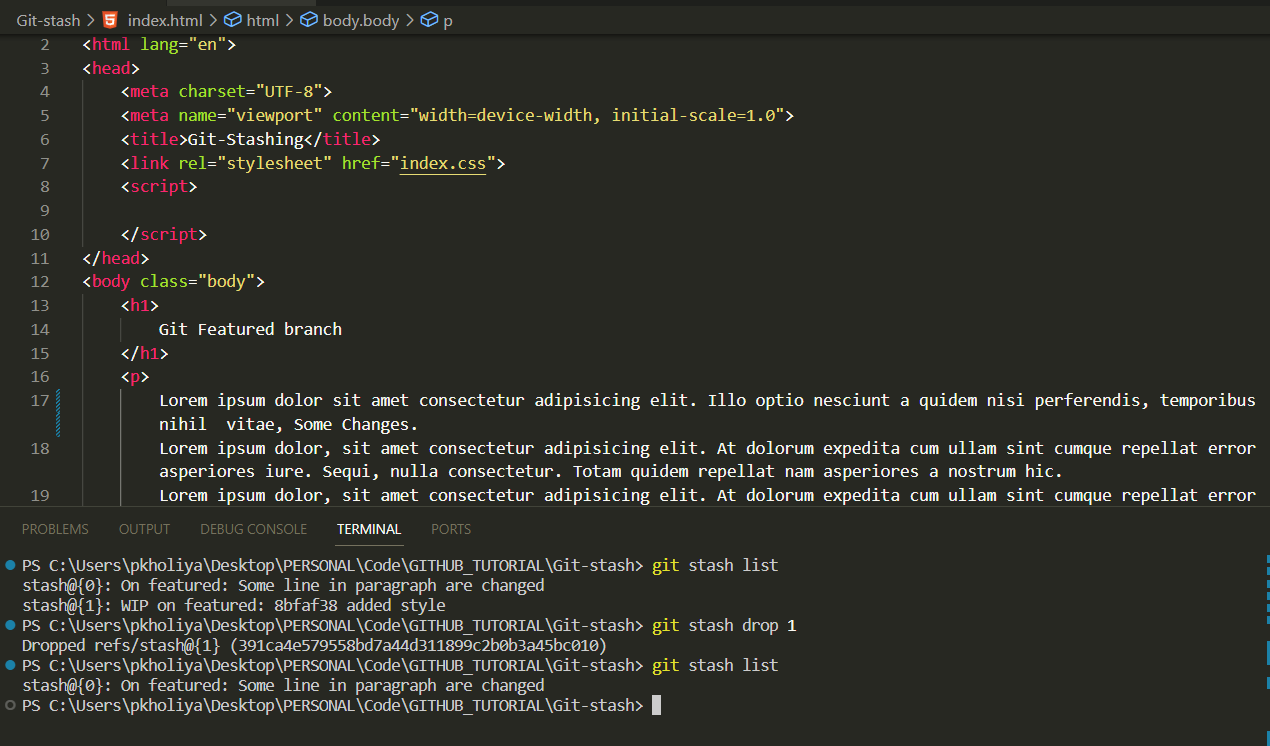 Git-stash > index.html > html > body.body > p
2 <html lang="en">
3 <head>
4 <meta charset="UTF-8">
5 <meta name="viewport" content="width=device-width, initial-scale=1.0">
6 <title>Git-Stashing</title>
7 <link rel="stylesheet" href="index.css">
8 <script>
9
10 </script>
11 </head>
12 <body class="body">
13 <h1>
14 Git Featured branch
15 </h1>
16 <p>
17 Lorem ipsum dolor sit amet consectetur adipisicing elit. Illo optio nesciunt a quidem nisi perferendis, temporibus
nihil  vitae, Some Changes.
18 Lorem ipsum dolor, sit amet consectetur adipisicing elit. At dolorum expedita cum ullam sint cumque repellat error
asperiores iure. Sequi, nulla consectetur. Totam quidem repellat nam asperiores a nostrum hic.
19 Lorem ipsum dolor, sit amet consectetur adipisicing elit. At dolorum expedita cum ullam sint cumque repellat error
PROBLEMS OUTPUT DEBUG CONSOLE TERMINAL PORTS
PS C:\Users\pkholiya\Desktop\PERSONAL\Code\GITHUB_TUTORIAL\Git-stash> git stash list
stash@{0}: On featured: Some line in paragraph are changed
stash@{1}: WIP on featured: 8bfaf38 added style
PS C:\Users\pkholiya\Desktop\PERSONAL\Code\GITHUB_TUTORIAL\Git-stash> git stash drop 1
Dropped refs/stash@{1} (391ca4e579558bd7a44d311899c2b0b3a45bc010)
PS C:\Users\pkholiya\Desktop\PERSONAL\Code\GITHUB_TUTORIAL\Git-stash> git stash list
stash@{0}: On featured: Some line in paragraph are changed
PS C:\Users\pkholiya\Desktop\PERSONAL\Code\GITHUB_TUTORIAL\Git-stash>